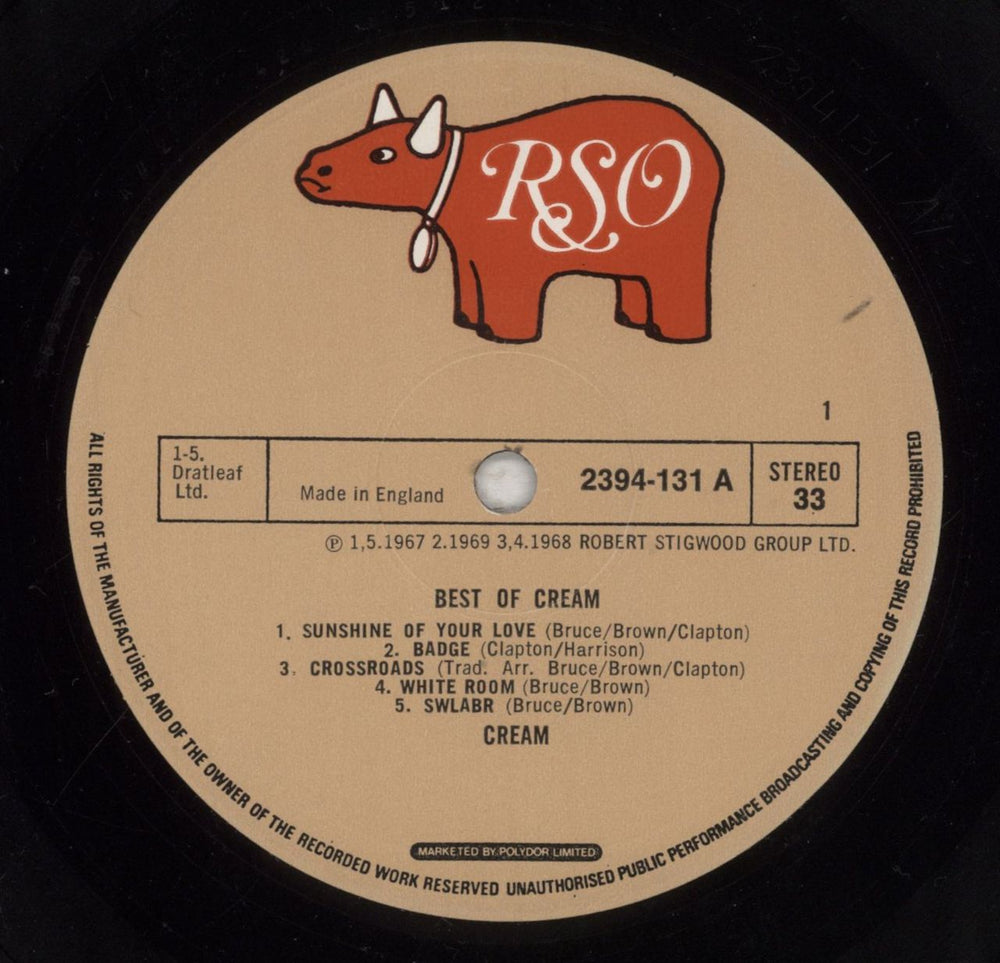 RSO
1
1-5.
Dratleaf
Ltd.
Made in England
2394-131 A
STEREO
33
℗ 1,5.1967 2.1969 3,4.1968 ROBERT STIGWOOD GROUP LTD.
BEST OF CREAM
1. SUNSHINE OF YOUR LOVE (Bruce/Brown/Clapton)
2. BADGE (Clapton/Harrison)
3. CROSSROADS (Trad. Arr. Bruce/Brown/Clapton)
4. WHITE ROOM (Bruce/Brown)
5. SWLABR (Bruce/Brown)
CREAM
MARKETED BY POLYDOR LIMITED
ALL RIGHTS OF THE MANUFACTURER AND OF THE OWNER OF THE RECORDED WORK RESERVED UNAUTHORISED PUBLIC PERFORMANCE BROADCASTING AND COPYING OF THIS RECORD PROHIBITED